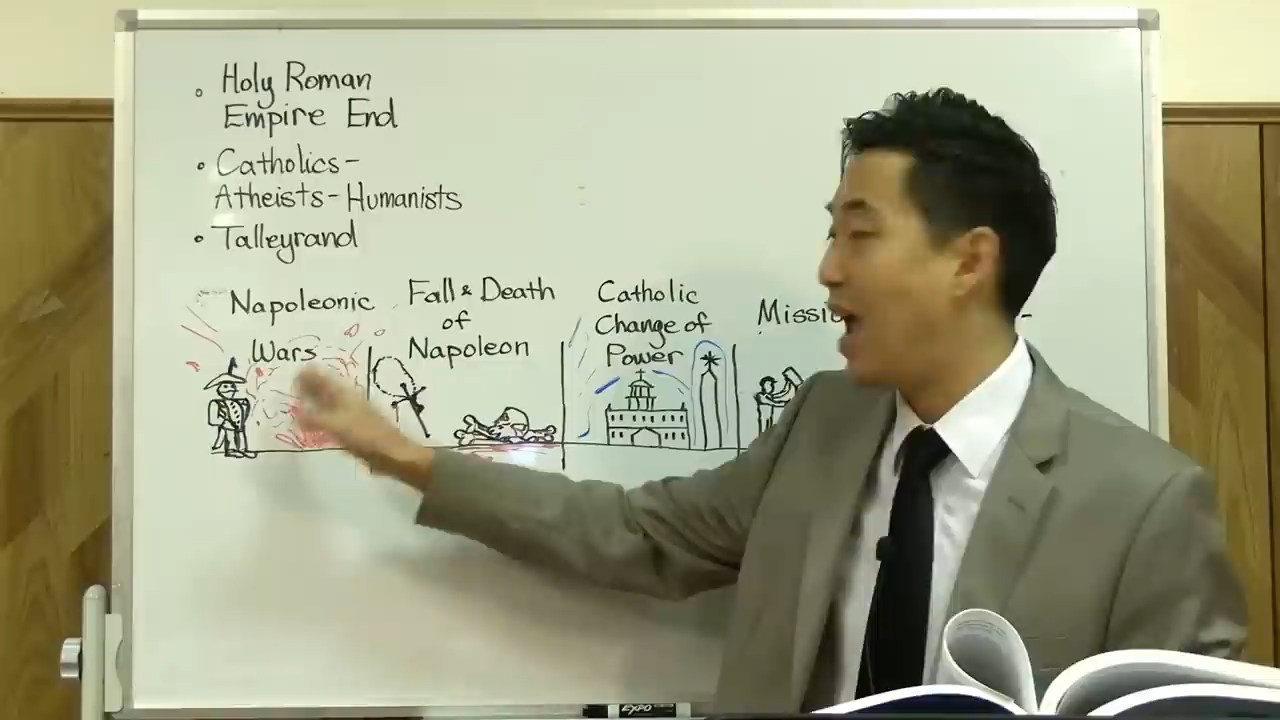 Holy Roman
Empire End
Catholics-
Atheists-Humanists
Talleyrand
Napoleonic
Wars
Fall & Death
of
Napoleon
Catholic
Change of
Power
EXPO